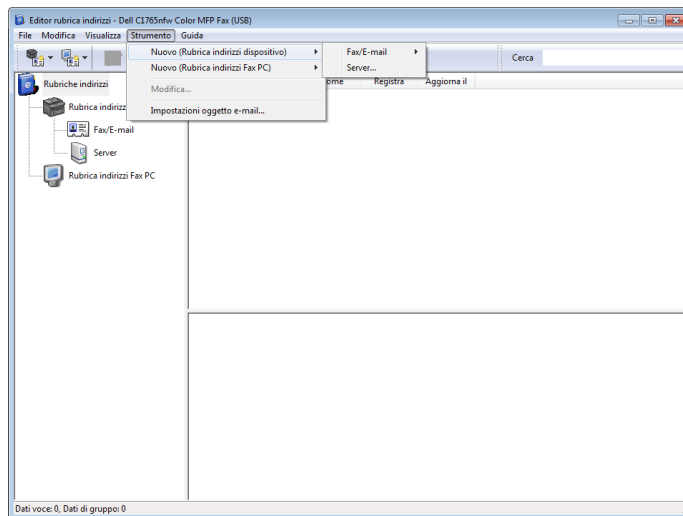 Editor rubrica indirizzi - Dell C1765nfw Color MFP Fax (USB)
File Modifica Visualizza Strumento Guida
Nuovo (Rubrica indirizzi dispositivo)
Nuovo (Rubrica indirizzi Fax PC)
Modifica...
Impostazioni oggetto e-mail...
Fax/E-mail
Server...
Cerca
Registra Aggiorna il
Rubriche indirizzi
Rubrica
Fax/E-mail
Server
Rubrica indirizzi Fax PC
Dati voce: 0, Dati di gruppo: 0